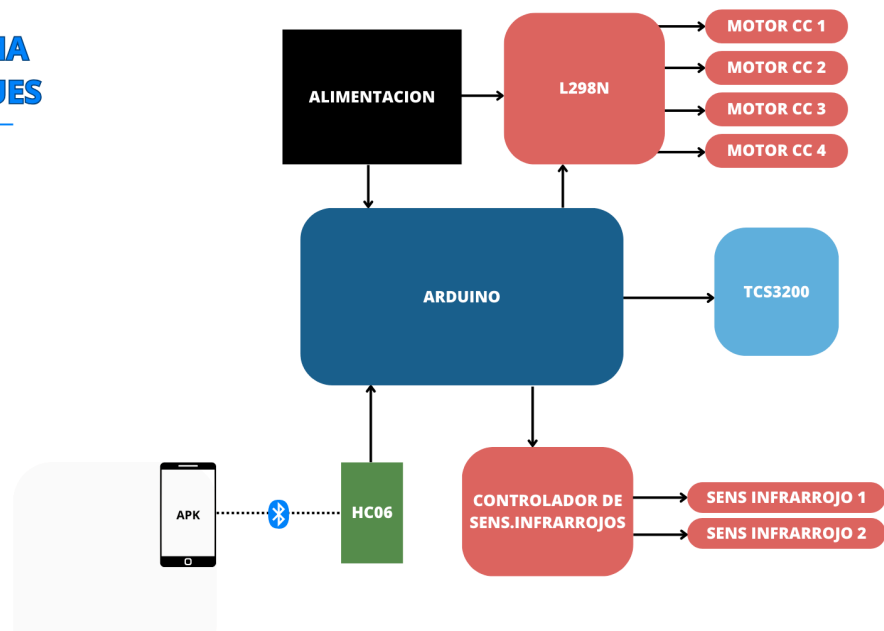 ALIMENTACION
L298N
MOTOR CC 1
MOTOR CC 2
MOTOR CC 3
MOTOR CC 4
ARDUINO
TCS3200
APK
HC06
CONTROLADOR DE
SENS.INFRARROJOS
SENS INFRARROJO 1
SENS INFRARROJO 2